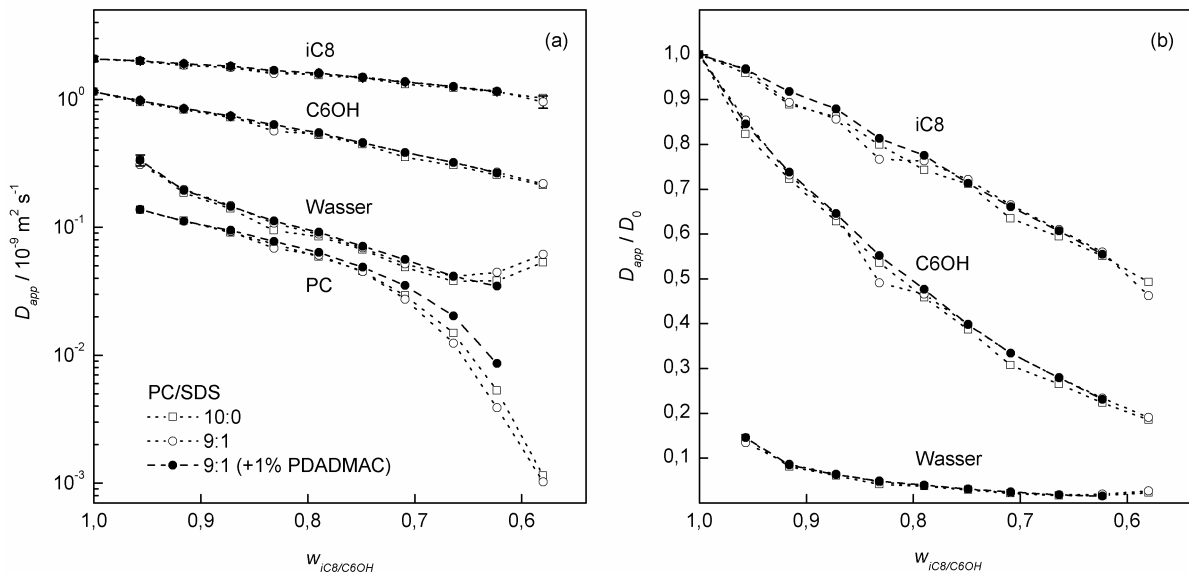 (a)
iC8
C6OH
Wasser
PC
PC/SDS
10:0
9:1
9:1 (+1% PDADMAC)
10⁰
10⁻¹
10⁻²
10⁻³
D_app / 10⁻⁹ m² s⁻¹
1,0 0,9 0,8 0,7 0,6
w_iC8/C6OH
(b)
iC8
C6OH
Wasser
1,0
0,9
0,8
0,7
0,6
0,5
0,4
0,3
0,2
0,1
D_app / D_0
1,0 0,9 0,8 0,7 0,6
w_iC8/C6OH